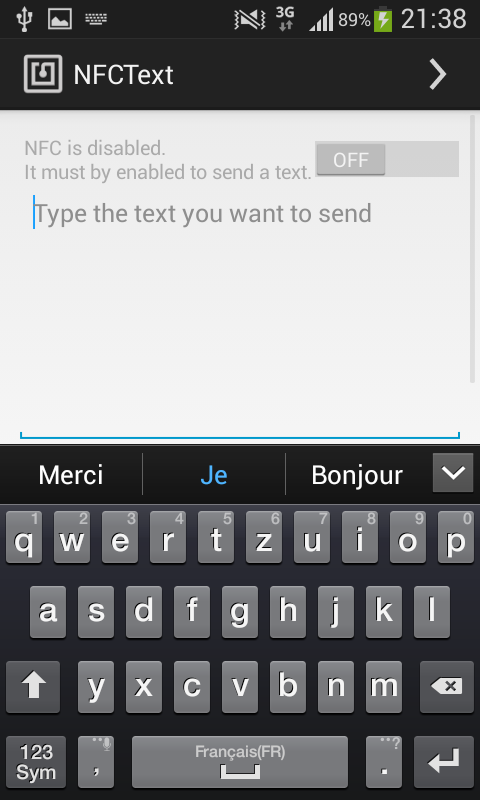 3G 89% 21:38
NFCText
NFC is disabled.
It must by enabled to send a text.
OFF
Type the text you want to send
Merci Je Bonjour
1 2 3 4 5 6 7 8 9 0
q w e r t z u i o p
a s d f g h j k l
y x c v b n m
123
Sym
, Français(FR) . ?